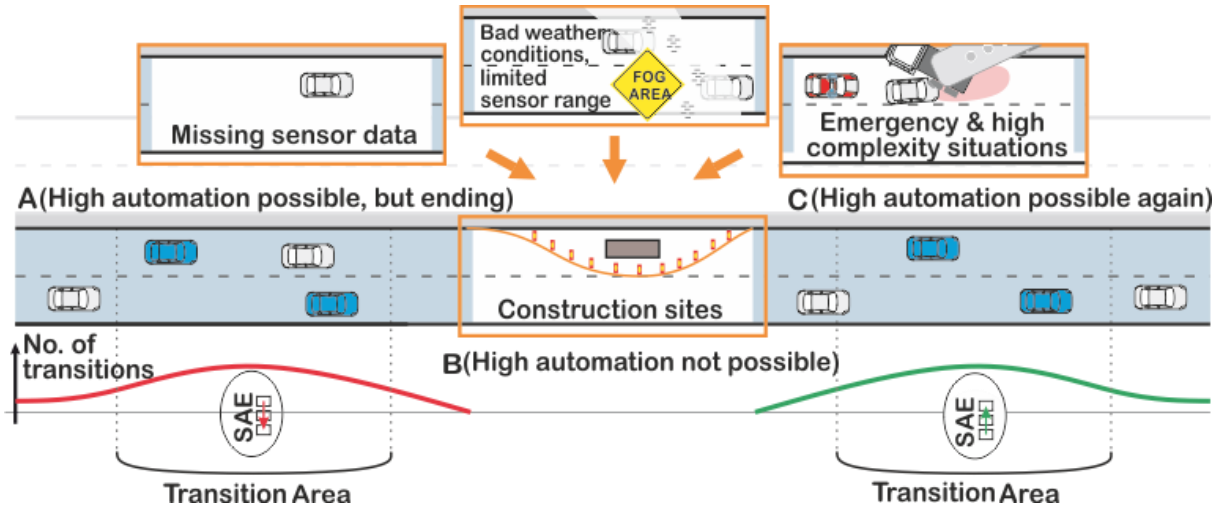 Missing sensor data
Bad weather
conditions,
limited
sensor range
FOG
AREA
Emergency & high
complexity situations
A(High automation possible, but ending)
C(High automation possible again)
Construction sites
B(High automation not possible)
No. of
transitions
SAE
SAE
Transition Area
Transition Area